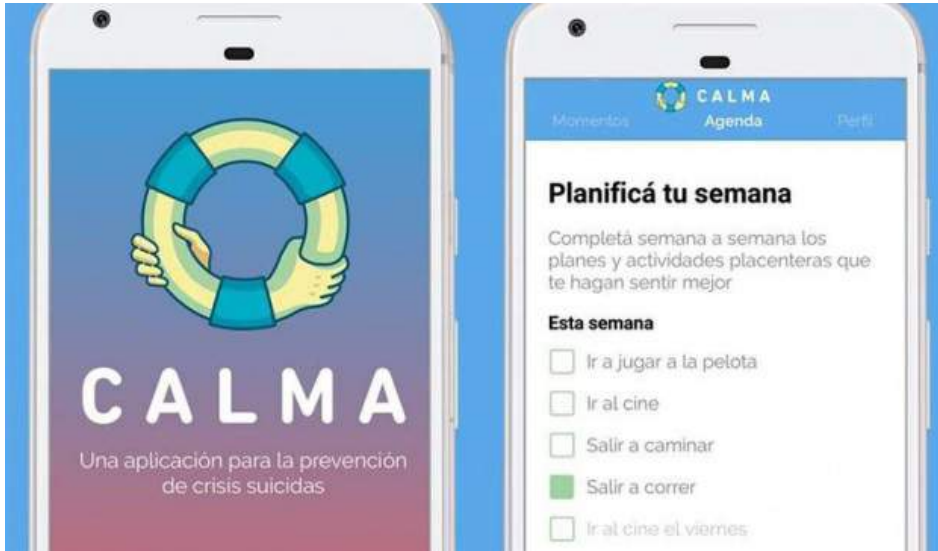 CALMA
Una aplicación para la prevención
de crisis suicidas
CALMA
Momentos Agenda Perfil
Planificá tu semana
Completá semana a semana los
planes y actividades placenteras que
te hagan sentir mejor
Esta semana
Ir a jugar a la pelota
Ir al cine
Salir a caminar
Salir a correr
Ir al cine el viernes